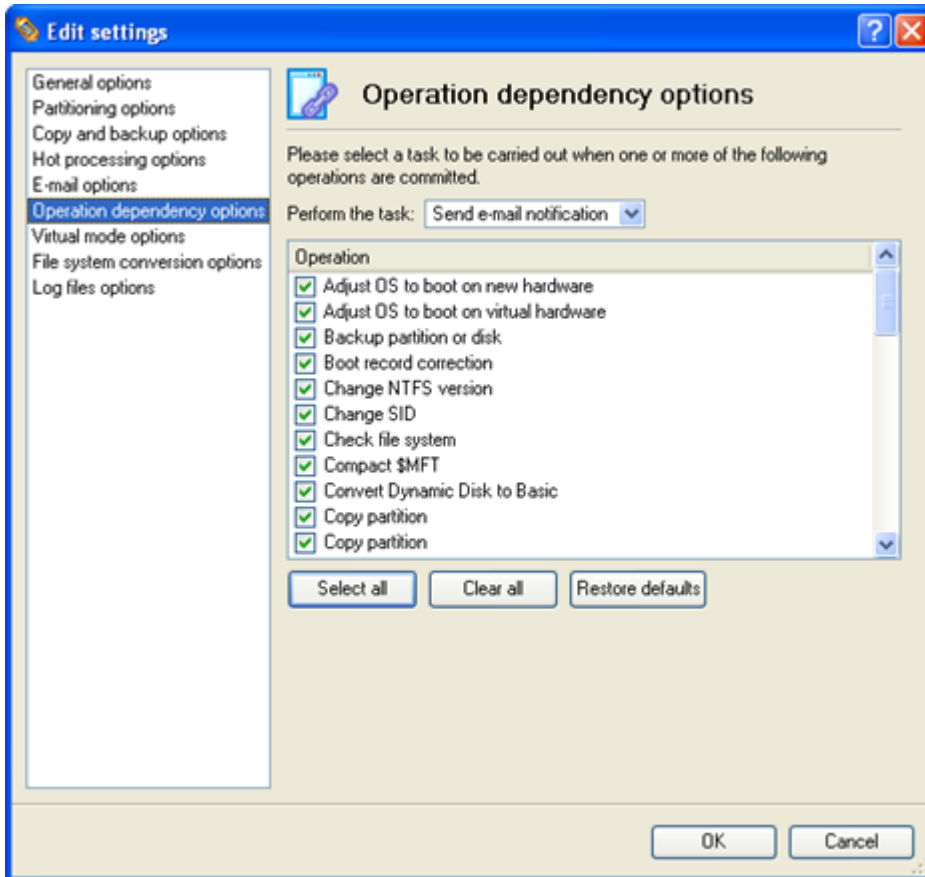 Edit settings
General options
Partitioning options
Copy and backup options
Hot processing options
E-mail options
Operation dependency options
Virtual mode options
File system conversion options
Log files options
Operation dependency options
Please select a task to be carried out when one or more of the following
operations are committed.
Perform the task: Send e-mail notification
Operation
Adjust OS to boot on new hardware
Adjust OS to boot on virtual hardware
Backup partition or disk
Boot record correction
Change NTFS version
Change SID
Check file system
Compact $MFT
Convert Dynamic Disk to Basic
Copy partition
Copy partition
Select all Clear all Restore defaults
OK Cancel